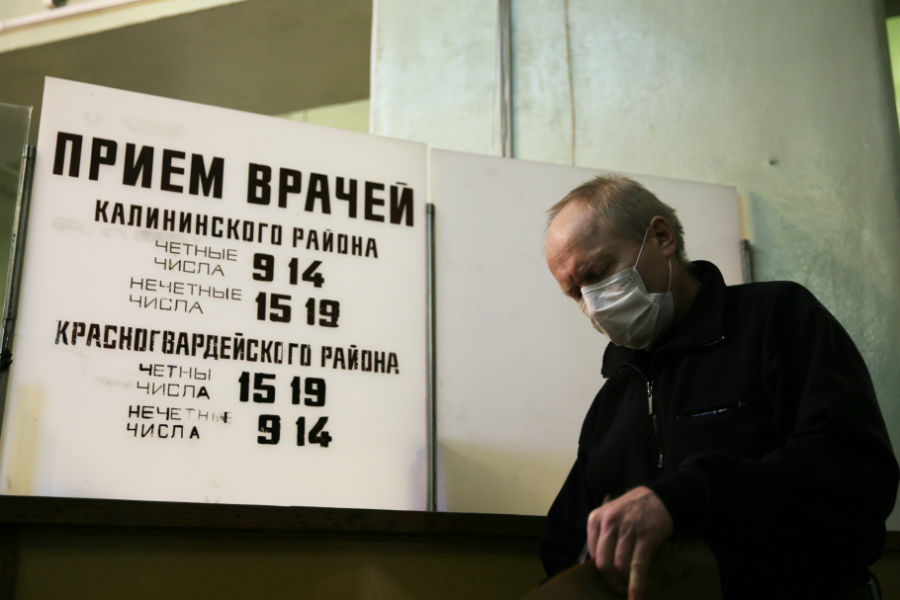 ПРИЕМ ВРАЧЕЙ
КАЛИНИНСКОГО РАЙОНА
ЧЕТНЫЕ
ЧИСЛА 9 14
НЕЧЕТНЫЕ
ЧИСЛА 15 19
КРАСНОГВАРДЕЙСКОГО РАЙОНА
ЧЕТНЫ
ЧИСЛА 15 19
НЕЧЕТНЫЕ
ЧИСЛА 9 14